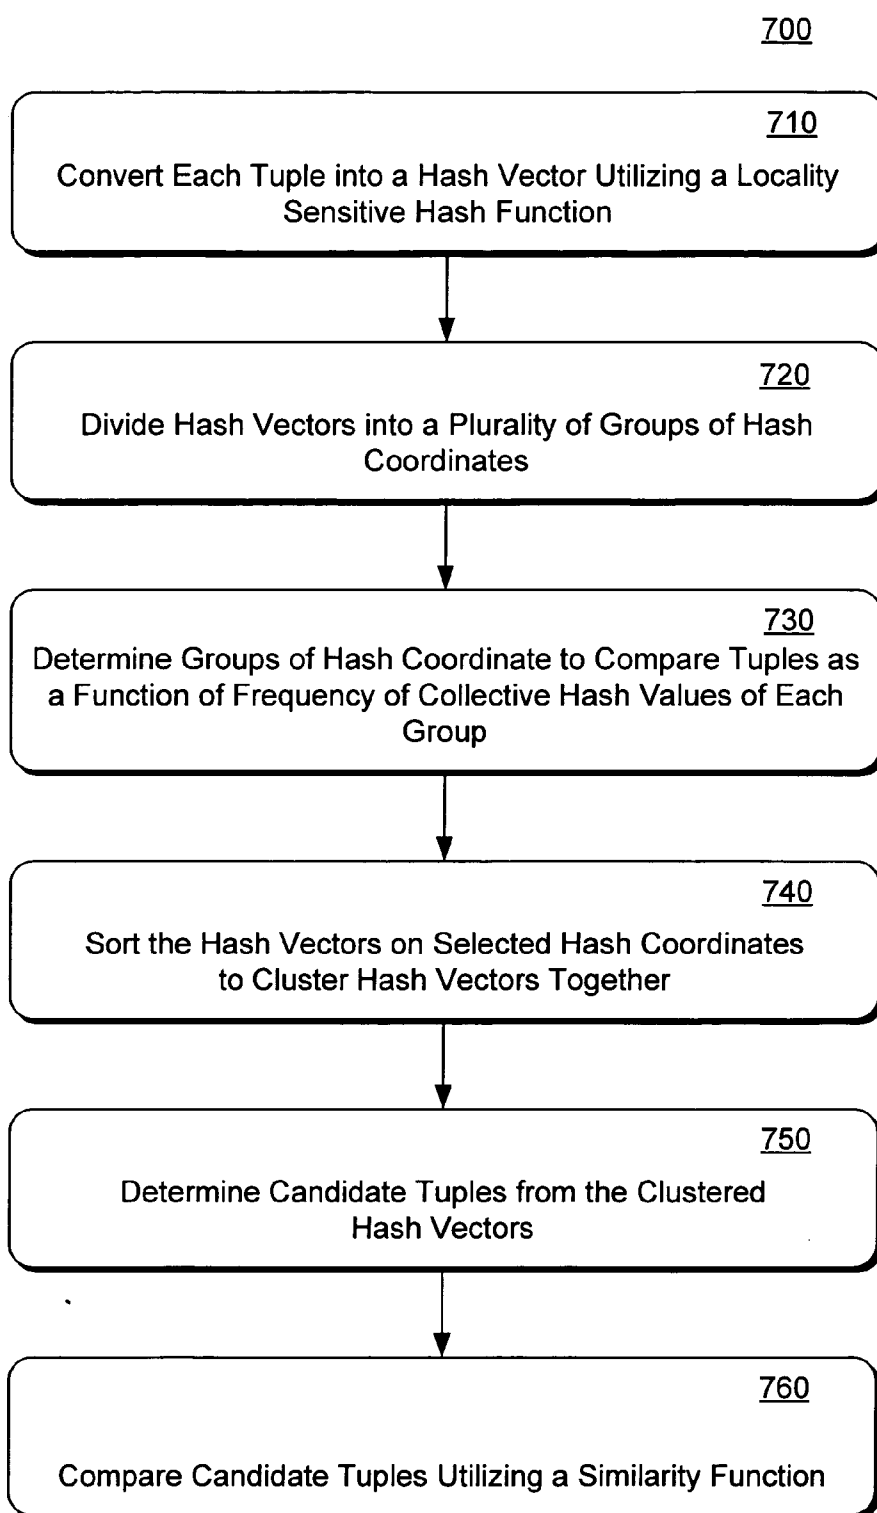 700
710
Convert Each Tuple into a Hash Vector Utilizing a Locality
Sensitive Hash Function
720
Divide Hash Vectors into a Plurality of Groups of Hash
Coordinates
730
Determine Groups of Hash Coordinate to Compare Tuples as
a Function of Frequency of Collective Hash Values of Each
Group
740
Sort the Hash Vectors on Selected Hash Coordinates
to Cluster Hash Vectors Together
750
Determine Candidate Tuples from the Clustered
Hash Vectors
760
Compare Candidate Tuples Utilizing a Similarity Function